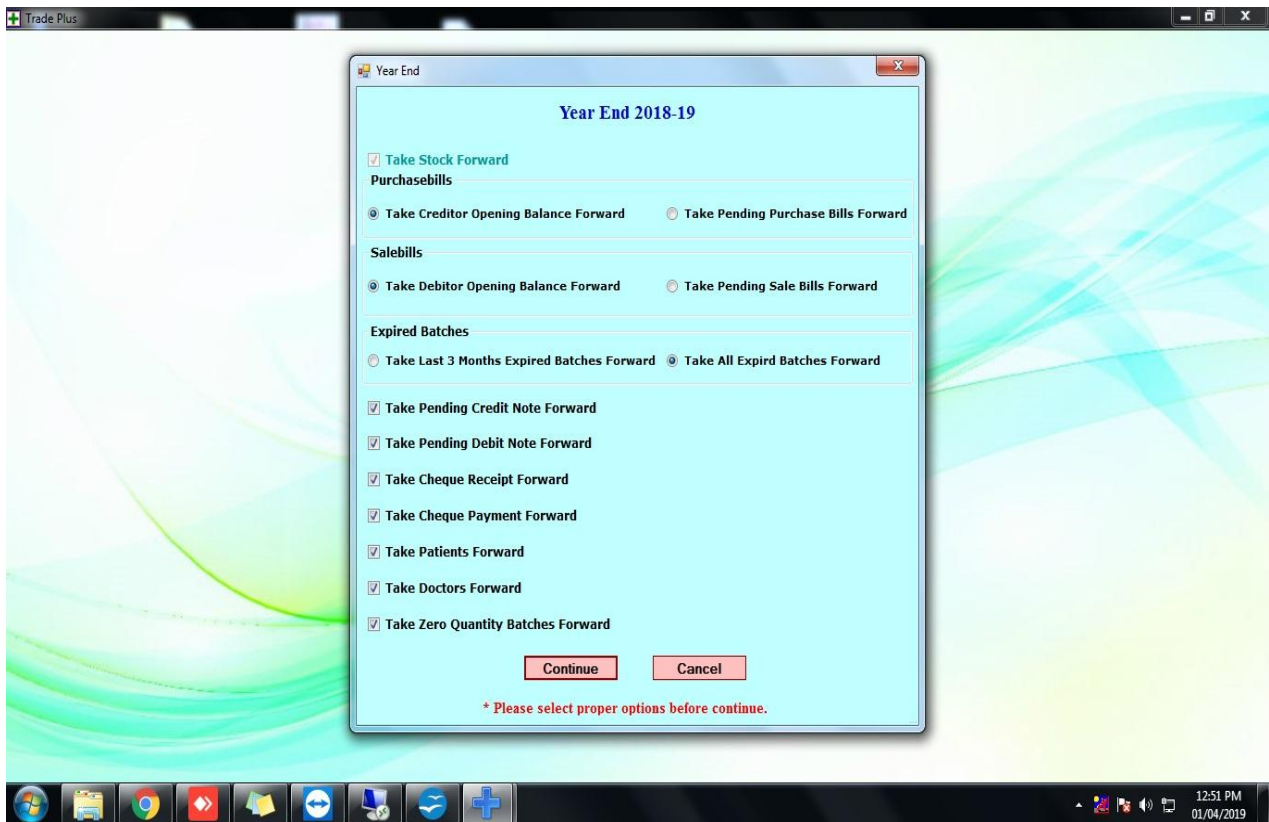 Trade Plus
Year End
Year End 2018-19
Take Stock Forward
Purchasebills
Take Creditor Opening Balance Forward Take Pending Purchase Bills Forward
Salebills
Take Debitor Opening Balance Forward Take Pending Sale Bills Forward
Expired Batches
Take Last 3 Months Expired Batches Forward Take All Expird Batches Forward
Take Pending Credit Note Forward
Take Pending Debit Note Forward
Take Cheque Receipt Forward
Take Cheque Payment Forward
Take Patients Forward
Take Doctors Forward
Take Zero Quantity Batches Forward
Continue Cancel
* Please select proper options before continue.
12:51 PM
01/04/2019